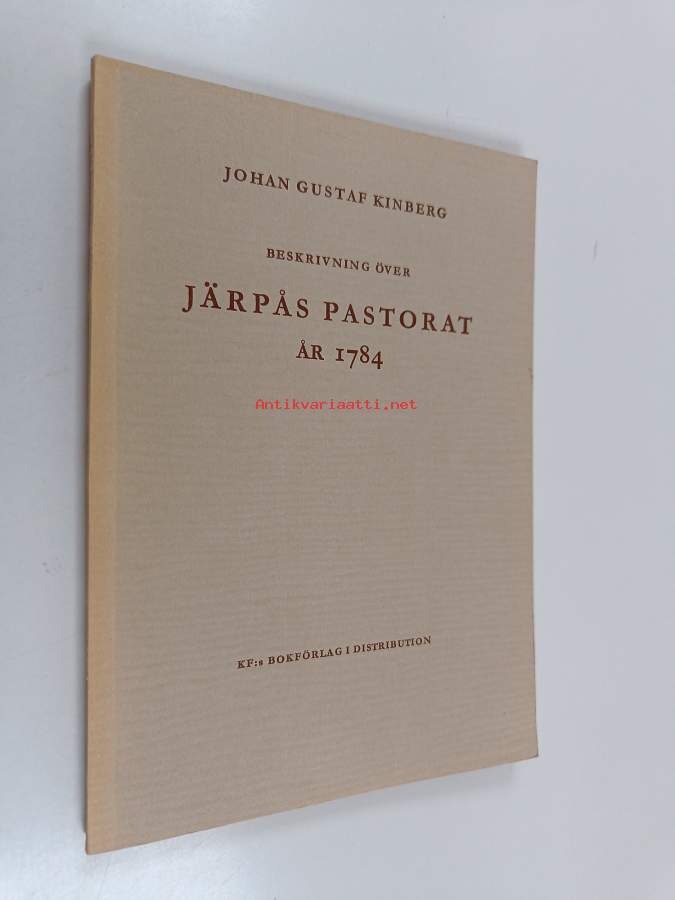 JOHAN GUSTAF KINBERG
BESKRIVNING ÖVER
JÄRPÅS PASTORAT
ÅR 1784
Antikvariaatti.net
KF:s BOKFÖRLAG I DISTRIBUTION